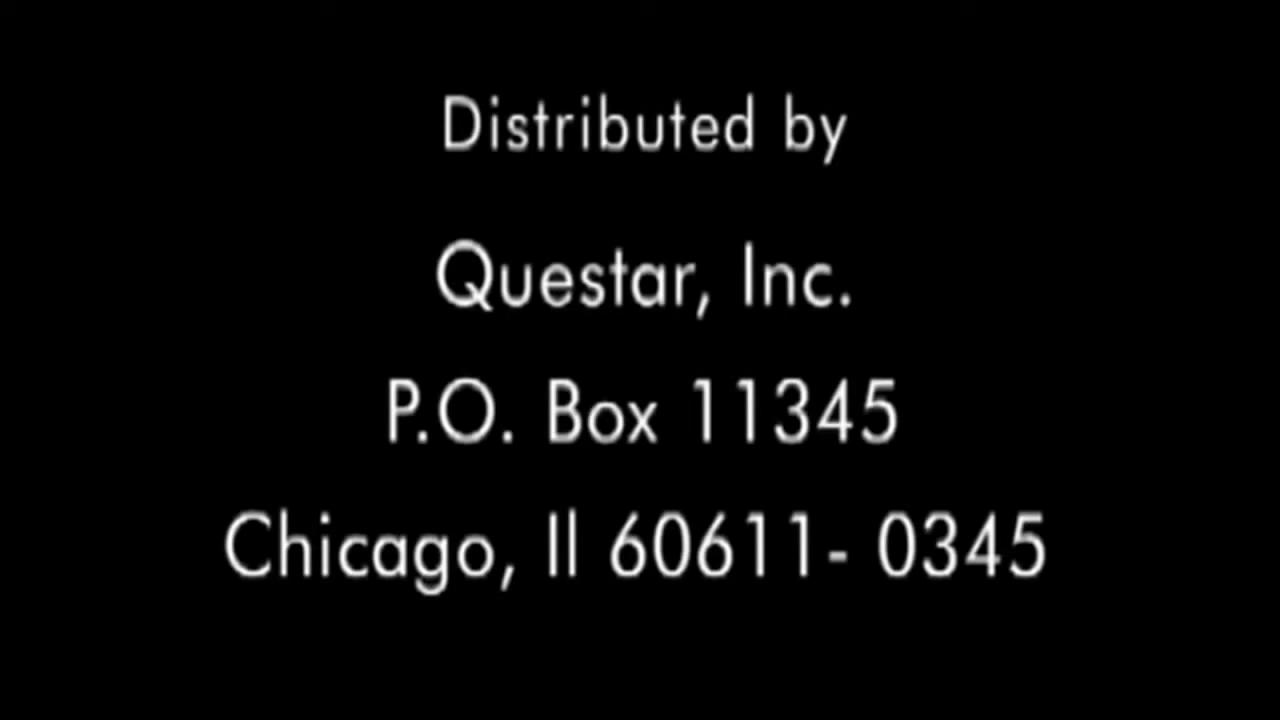 Distributed by
Questar, Inc.
P.O. Box 11345
Chicago, Il 60611- 0345